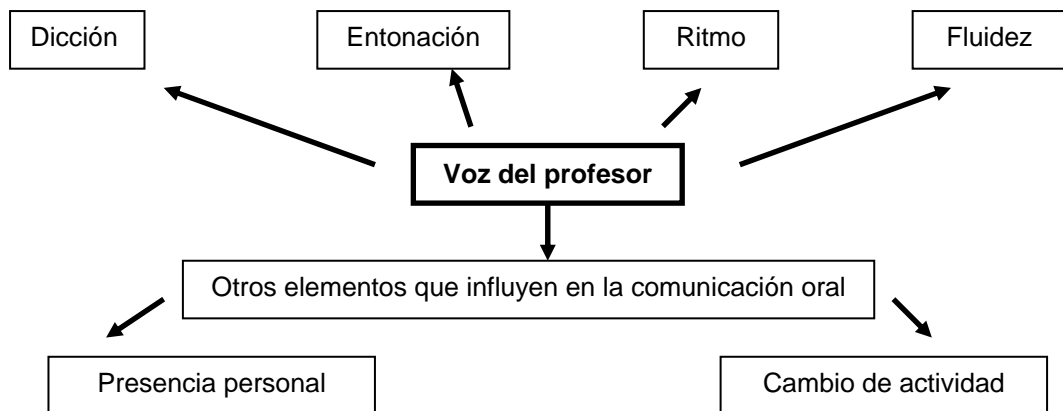 Dicción
Entonación
Ritmo
Fluidez
Voz del profesor
Otros elementos que influyen en la comunicación oral
Presencia personal
Cambio de actividad